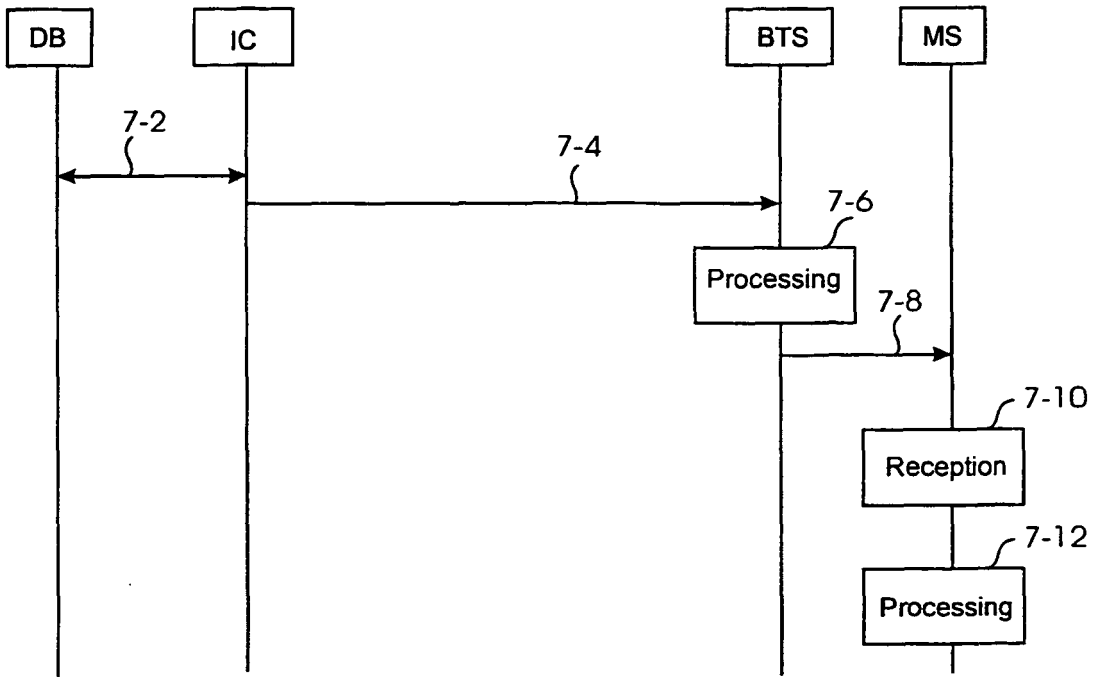 DB
IC
BTS
MS
7-2
7-4
7-6
Processing
7-8
7-10
Reception
7-12
Processing